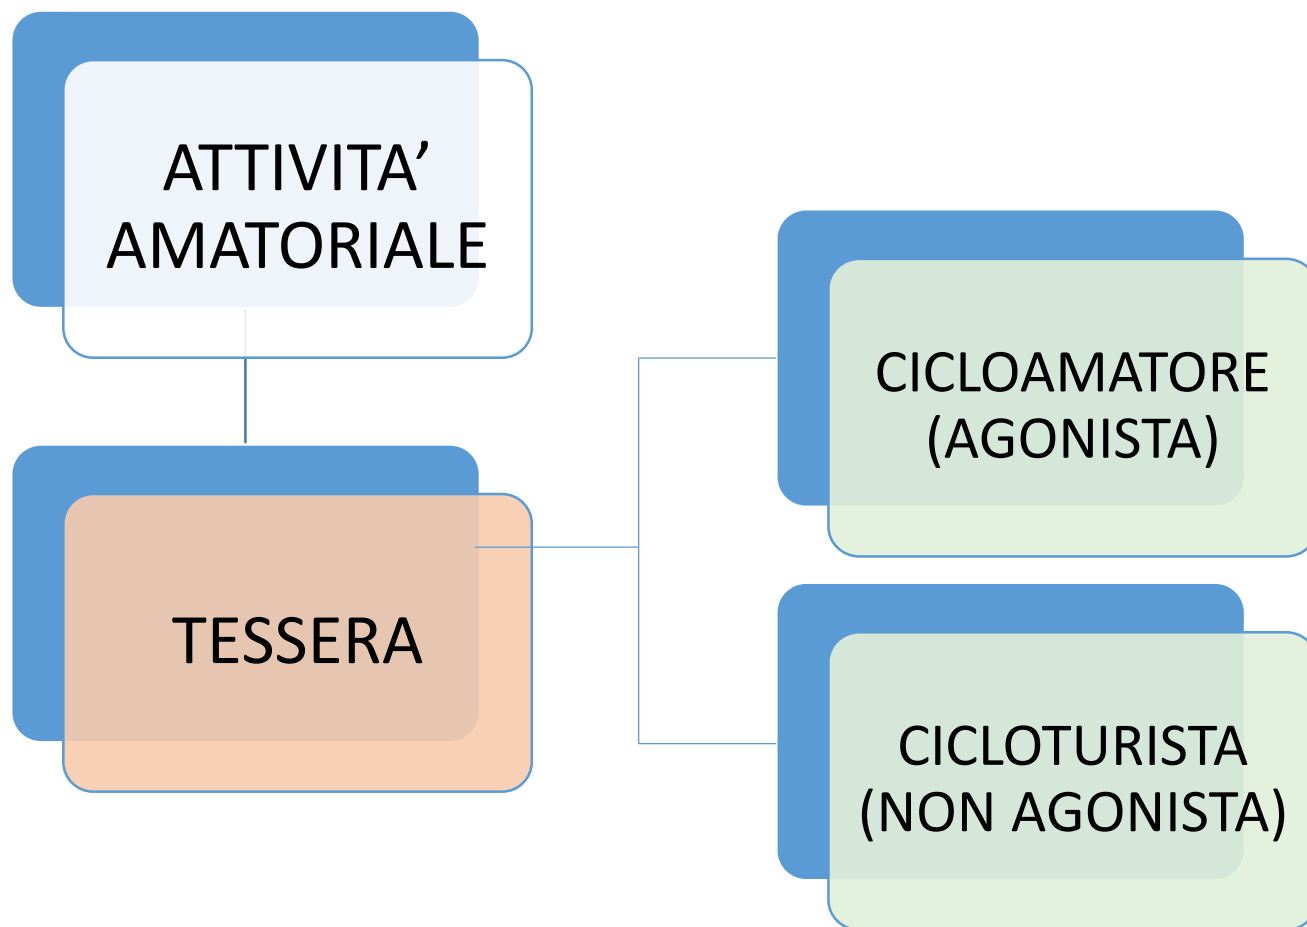 ATTIVITA’
AMATORIALE
TESSERA
CICLOAMATORE
(AGONISTA)
CICLOTURISTA
(NON AGONISTA)